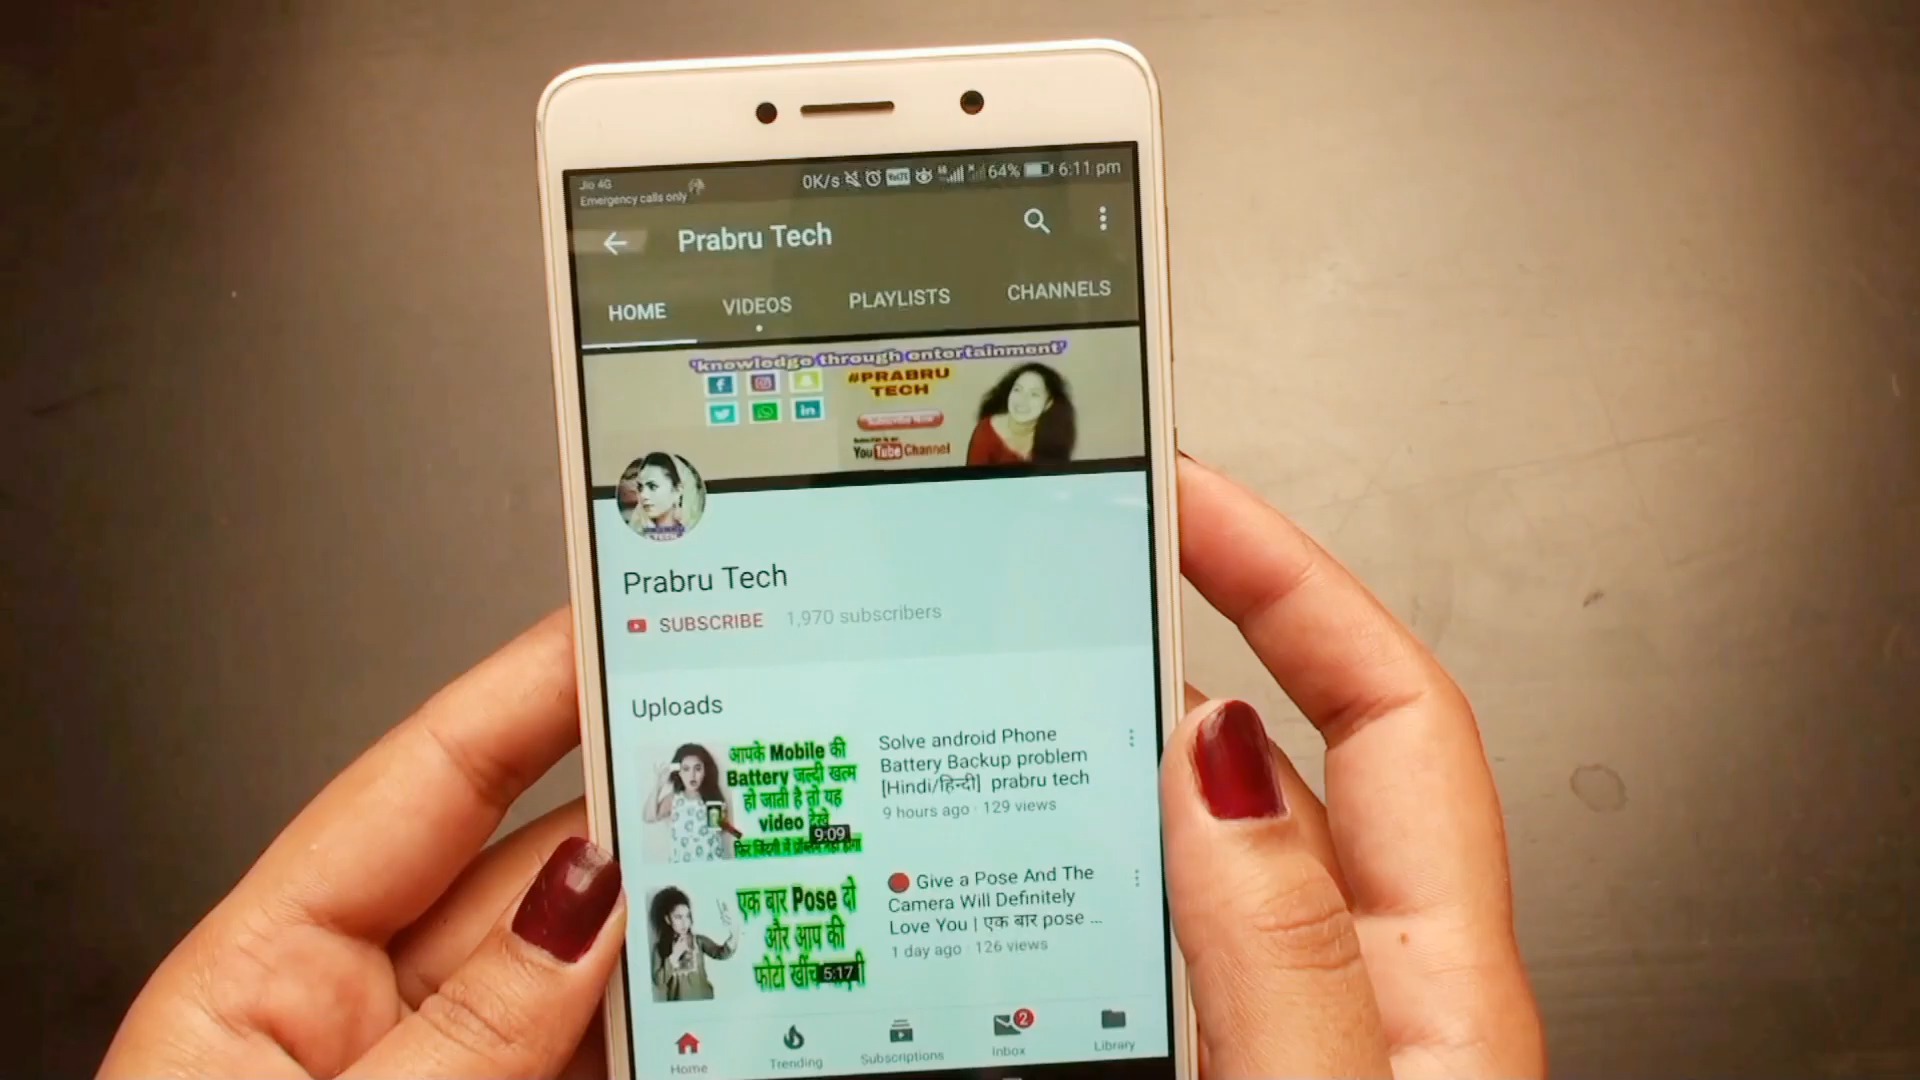 Jio 4G
Emergency calls only
0K/s 64% 6:11 pm
Prabru Tech
HOME VIDEOS PLAYLISTS CHANNELS
'knowledge through entertainment'
#PRABRU
TECH
Subscribe Now
YouTube Channel
Prabru Tech
SUBSCRIBE 1,970 subscribers
Uploads
आपके Mobile की
Battery जल्दी खत्म
हो जाती है तो यह
video देखे
9:09
Solve android Phone
Battery Backup problem
[Hindi/हिन्दी] prabru tech
9 hours ago · 129 views
एक बार Pose दो
और आप की
फोटो खींच
5:17
Give a Pose And The
Camera Will Definitely
Love You | एक बार pose ...
1 day ago · 126 views
2
Home Trending Subscriptions Inbox Library